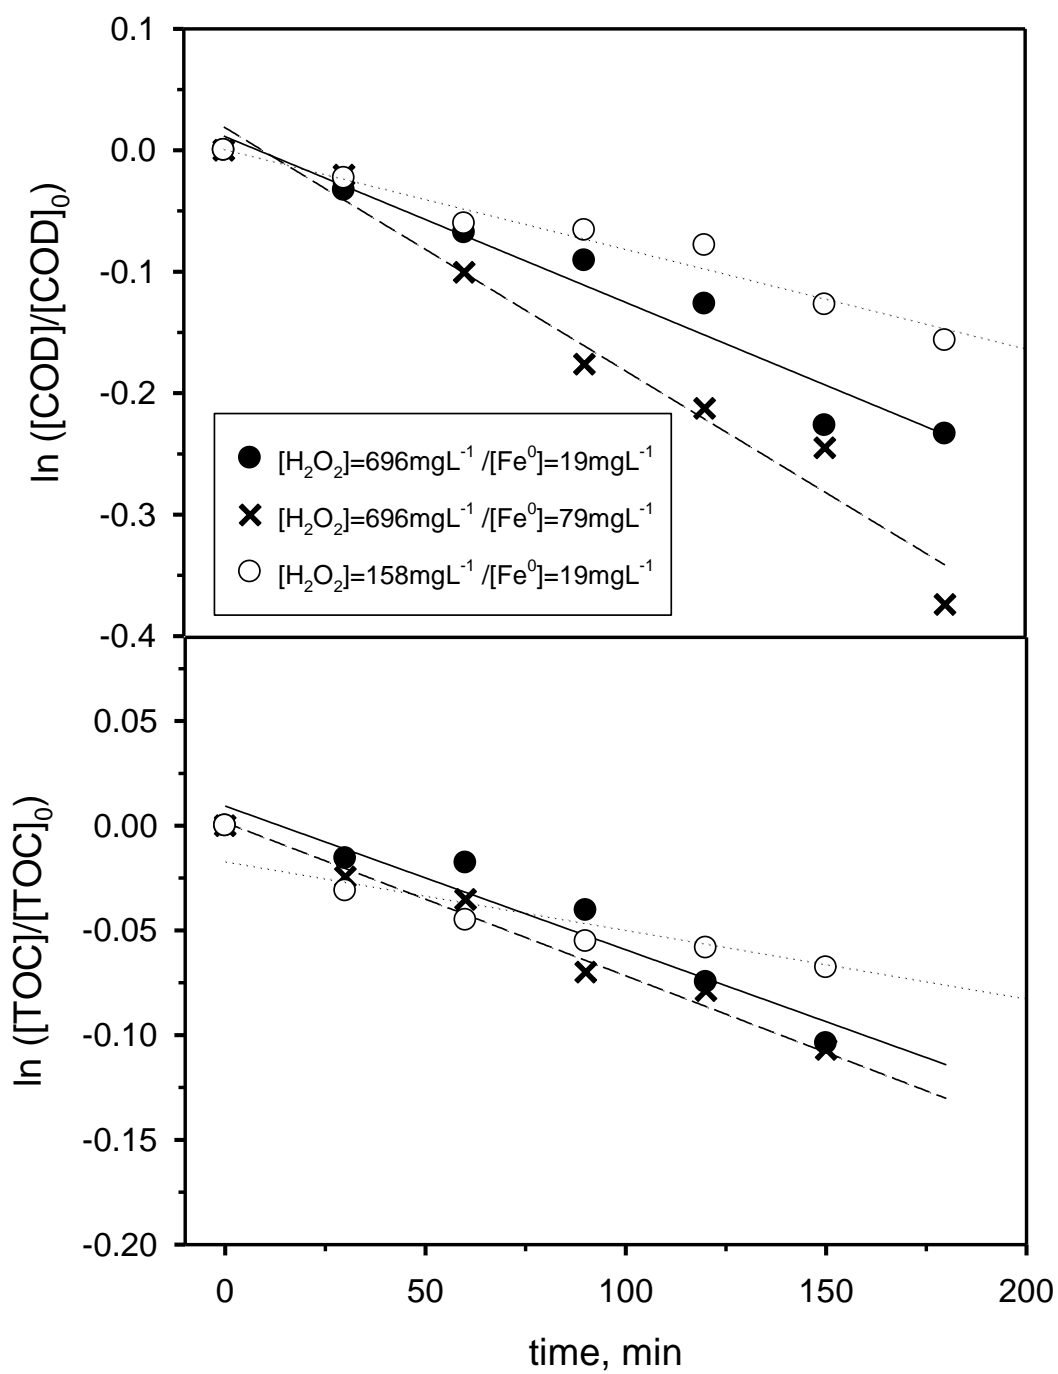 0.1
0.0
-0.1
-0.2
-0.3
-0.4
ln ([COD]/[COD]₀)
[H₂O₂]=696mgL⁻¹ /[Fe⁰]=19mgL⁻¹
[H₂O₂]=696mgL⁻¹ /[Fe⁰]=79mgL⁻¹
[H₂O₂]=158mgL⁻¹ /[Fe⁰]=19mgL⁻¹
0.05
0.00
-0.05
-0.10
-0.15
-0.20
ln ([TOC]/[TOC]₀)
0 50 100 150 200
time, min